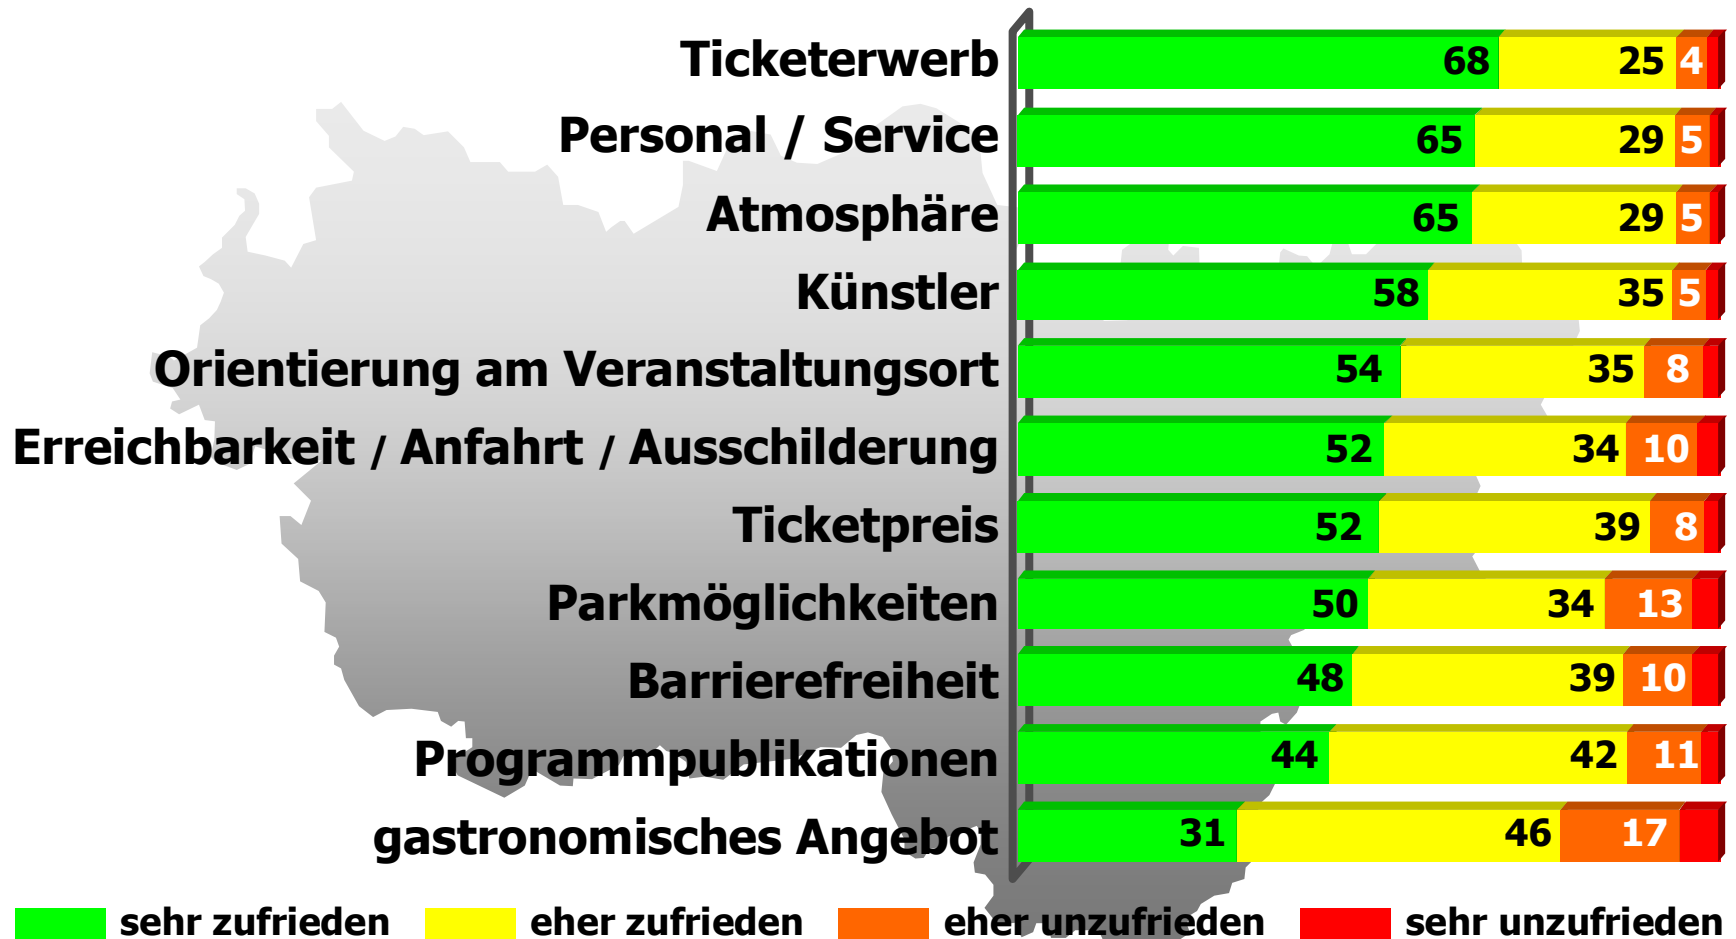 Ticketerwerb 68 25 4
Personal / Service 65 29 5
Atmosphäre 65 29 5
Künstler 58 35 5
Orientierung am Veranstaltungsort 54 35 8
Erreichbarkeit / Anfahrt / Ausschilderung 52 34 10
Ticketpreis 52 39 8
Parkmöglichkeiten 50 34 13
Barrierefreiheit 48 39 10
Programmpublikationen 44 42 11
gastronomisches Angebot 31 46 17
sehr zufrieden eher zufrieden eher unzufrieden sehr unzufrieden